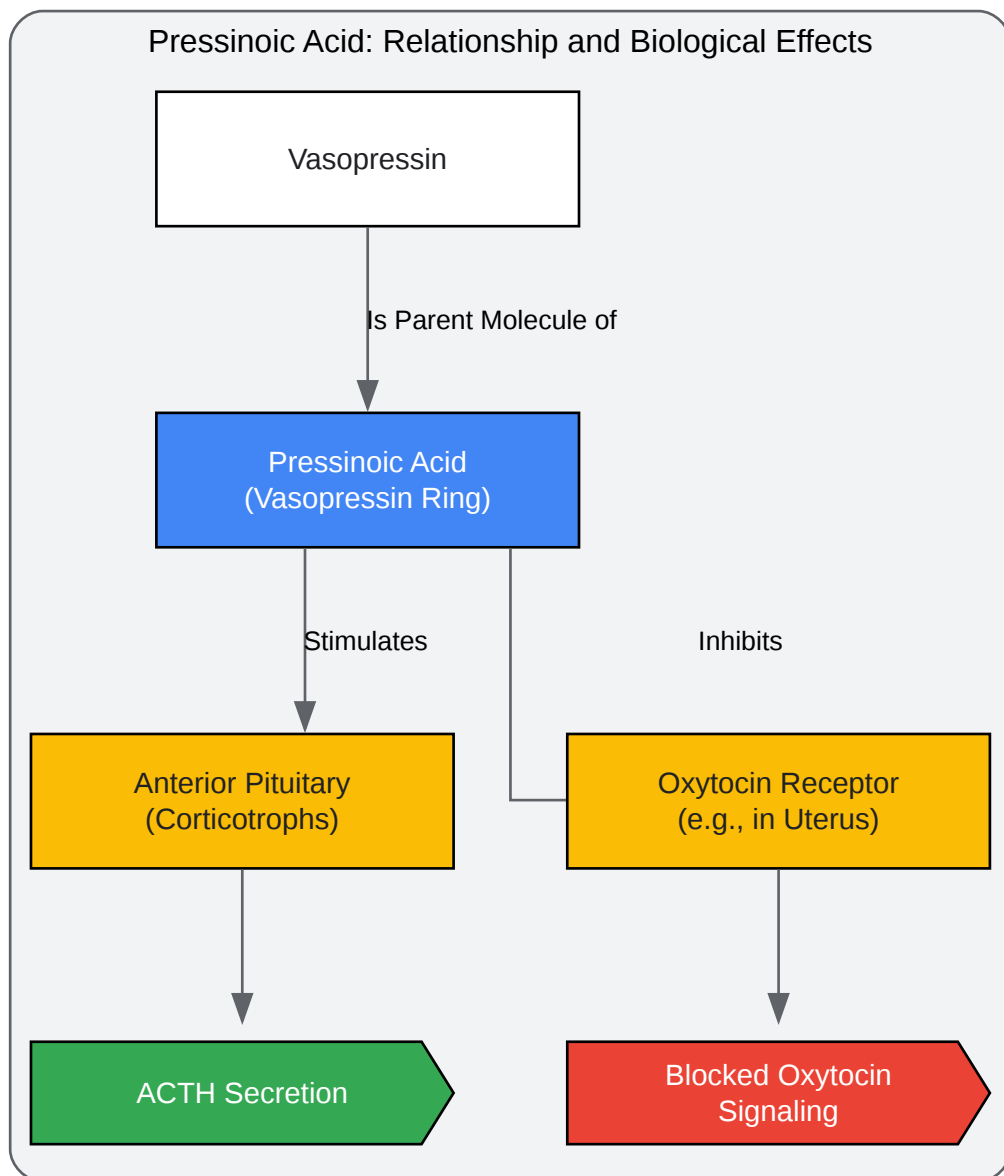 Pressinoic Acid: Relationship and Biological Effects
Vasopressin
Is Parent Molecule of
Pressinoic Acid
(Vasopressin Ring)
Stimulates
Inhibits
Anterior Pituitary
(Corticotrophs)
Oxytocin Receptor
(e.g., in Uterus)
ACTH Secretion
Blocked Oxytocin
Signaling